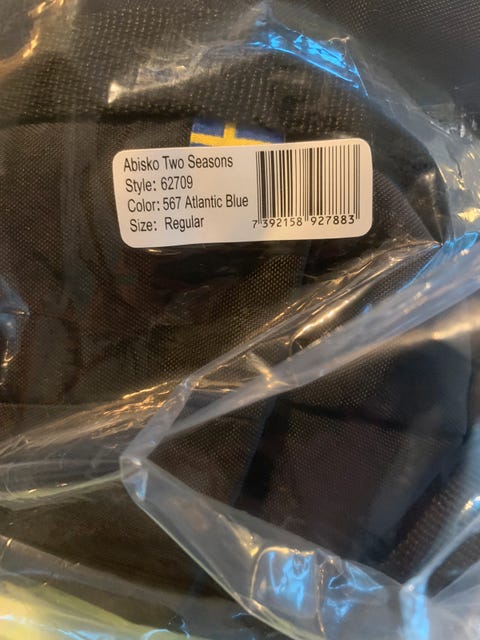 Abisko Two Seasons
Style: 62709
Color: 567 Atlantic Blue
Size: Regular
7 392158 927883